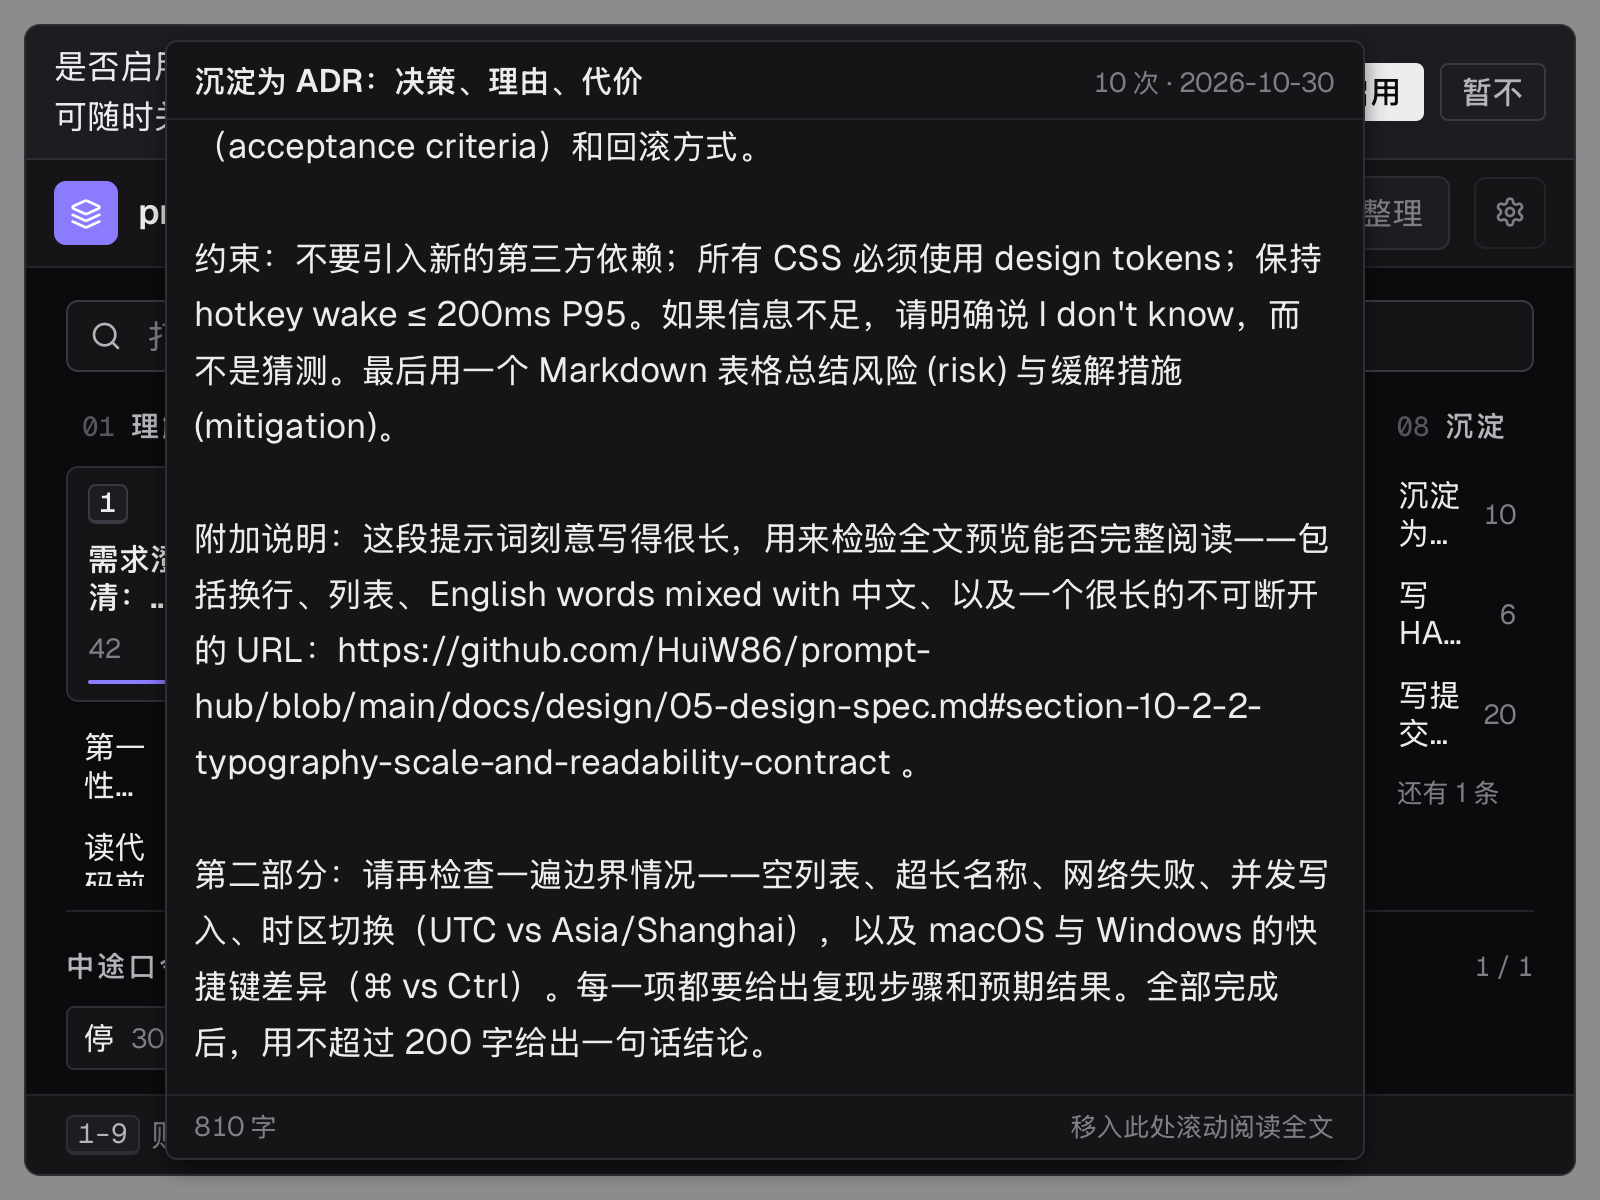 是否启
可随时
用
暂不
沉淀为 ADR：决策、理由、代价
10 次 · 2026-10-30
（acceptance criteria）和回滚方式。
约束：不要引入新的第三方依赖；所有 CSS 必须使用 design tokens；保持
hotkey wake ≤ 200ms P95。如果信息不足，请明确说 I don't know，而
不是猜测。最后用一个 Markdown 表格总结风险 (risk) 与缓解措施
(mitigation)。
附加说明：这段提示词刻意写得很长，用来检验全文预览能否完整阅读——包
括换行、列表、English words mixed with 中文、以及一个很长的不可断开
的 URL：https://github.com/HuiW86/prompt-
hub/blob/main/docs/design/05-design-spec.md#section-10-2-2-
typography-scale-and-readability-contract 。
第二部分：请再检查一遍边界情况——空列表、超长名称、网络失败、并发写
入、时区切换（UTC vs Asia/Shanghai），以及 macOS 与 Windows 的快
捷键差异（⌘ vs Ctrl）。每一项都要给出复现步骤和预期结果。全部完成
后，用不超过 200 字给出一句话结论。
810 字
移入此处滚动阅读全文
整理
01 理
1
需求澄
清：...
42
第一
性...
读代
码前
中途口
停 30
1-9
08 沉淀
沉淀
为...
10
写
HA...
6
写提
交...
20
还有 1 条
1 / 1